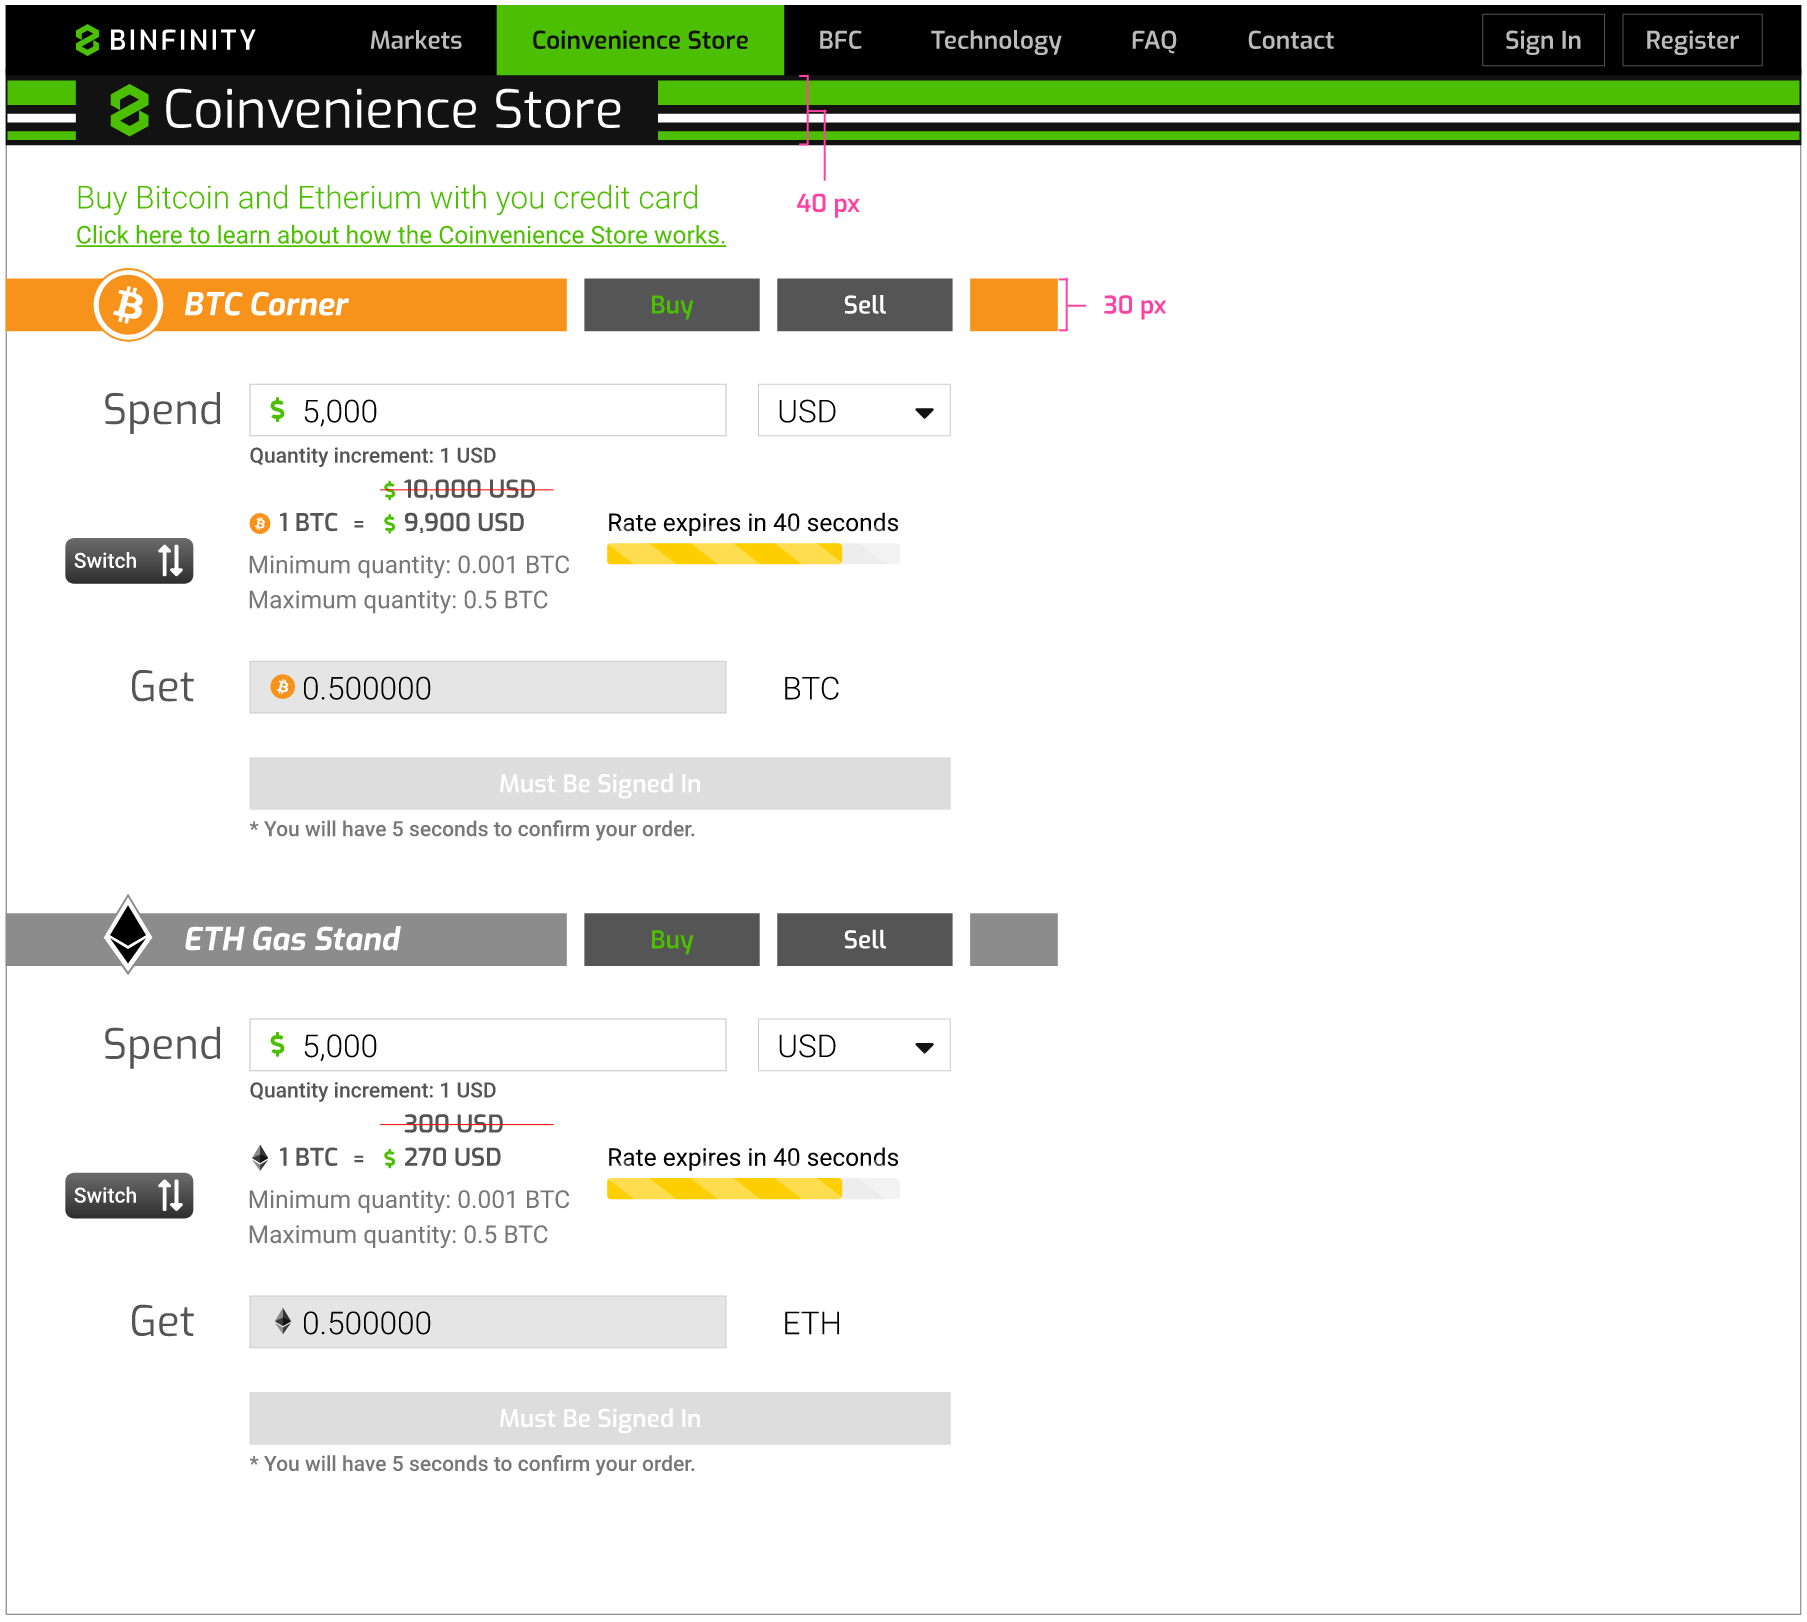 BINFINITY Markets Coinvenience Store BFC Technology FAQ Contact Sign In Register
Coinvenience Store
40 px
Buy Bitcoin and Etherium with you credit card
Click here to learn about how the Coinvenience Store works.
BTC Corner Buy Sell 30 px
Spend $ 5,000 USD
Quantity increment: 1 USD
$ 10,000 USD
1 BTC = $ 9,900 USD Rate expires in 40 seconds
Switch
Minimum quantity: 0.001 BTC
Maximum quantity: 0.5 BTC
Get 0.500000 BTC
Must Be Signed In
* You will have 5 seconds to confirm your order.
ETH Gas Stand Buy Sell
Spend $ 5,000 USD
Quantity increment: 1 USD
300 USD
1 BTC = $ 270 USD Rate expires in 40 seconds
Switch
Minimum quantity: 0.001 BTC
Maximum quantity: 0.5 BTC
Get 0.500000 ETH
Must Be Signed In
* You will have 5 seconds to confirm your order.